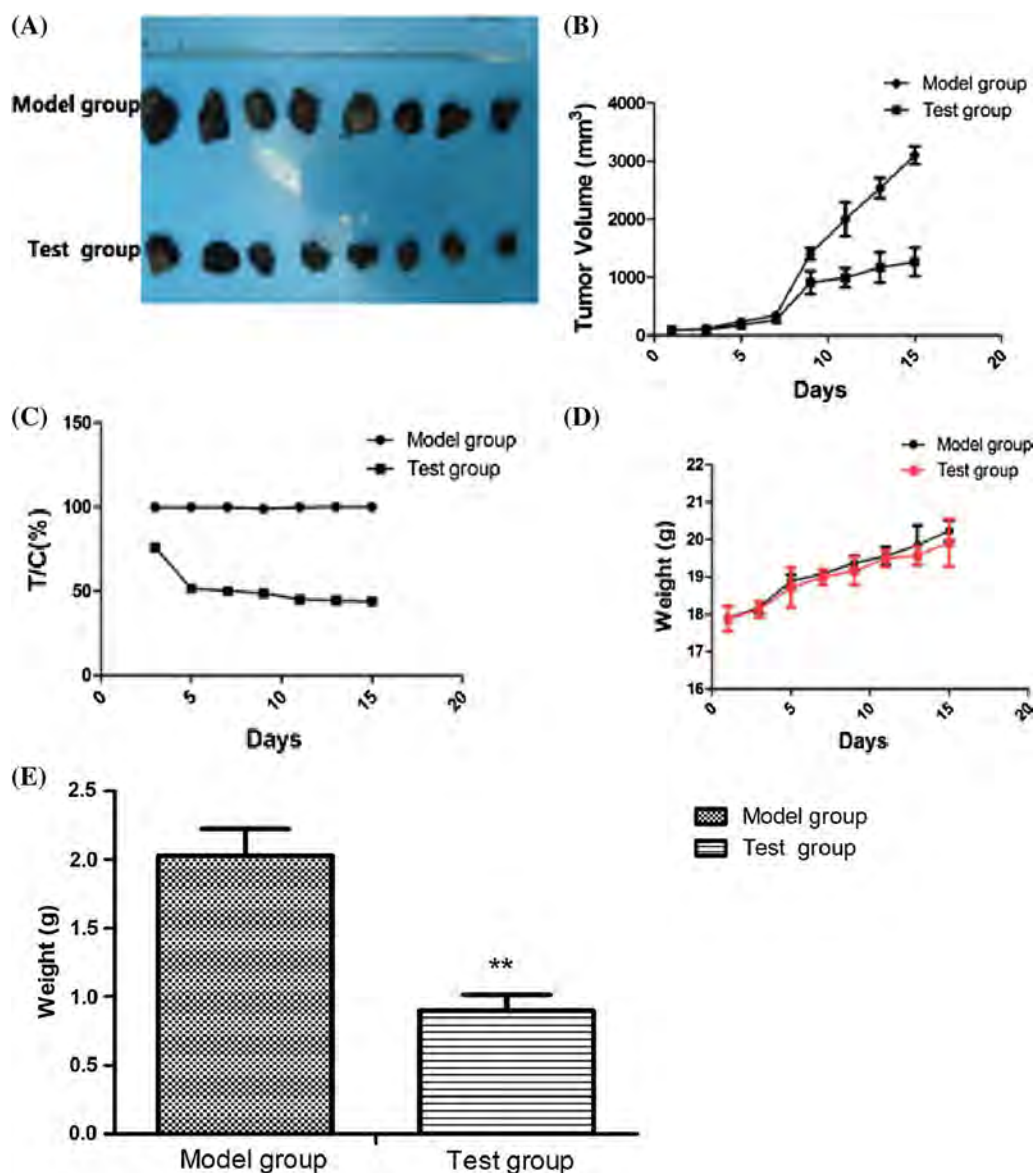 (A)
Model group
Test group
(B)
Model group
Test group
4000
3000
2000
1000
0
Tumor Volume (mm³)
0
5
10
15
20
Days
(C)
Model group
Test group
150
100
50
0
T/C(%)
0
5
10
15
20
Days
(D)
Model group
Test group
22
21
20
19
18
17
16
Weight (g)
0
5
10
15
20
Days
(E)
2.5
2.0
1.5
1.0
0.5
0.0
Weight (g)
**
Model group
Test group
Model group
Test group